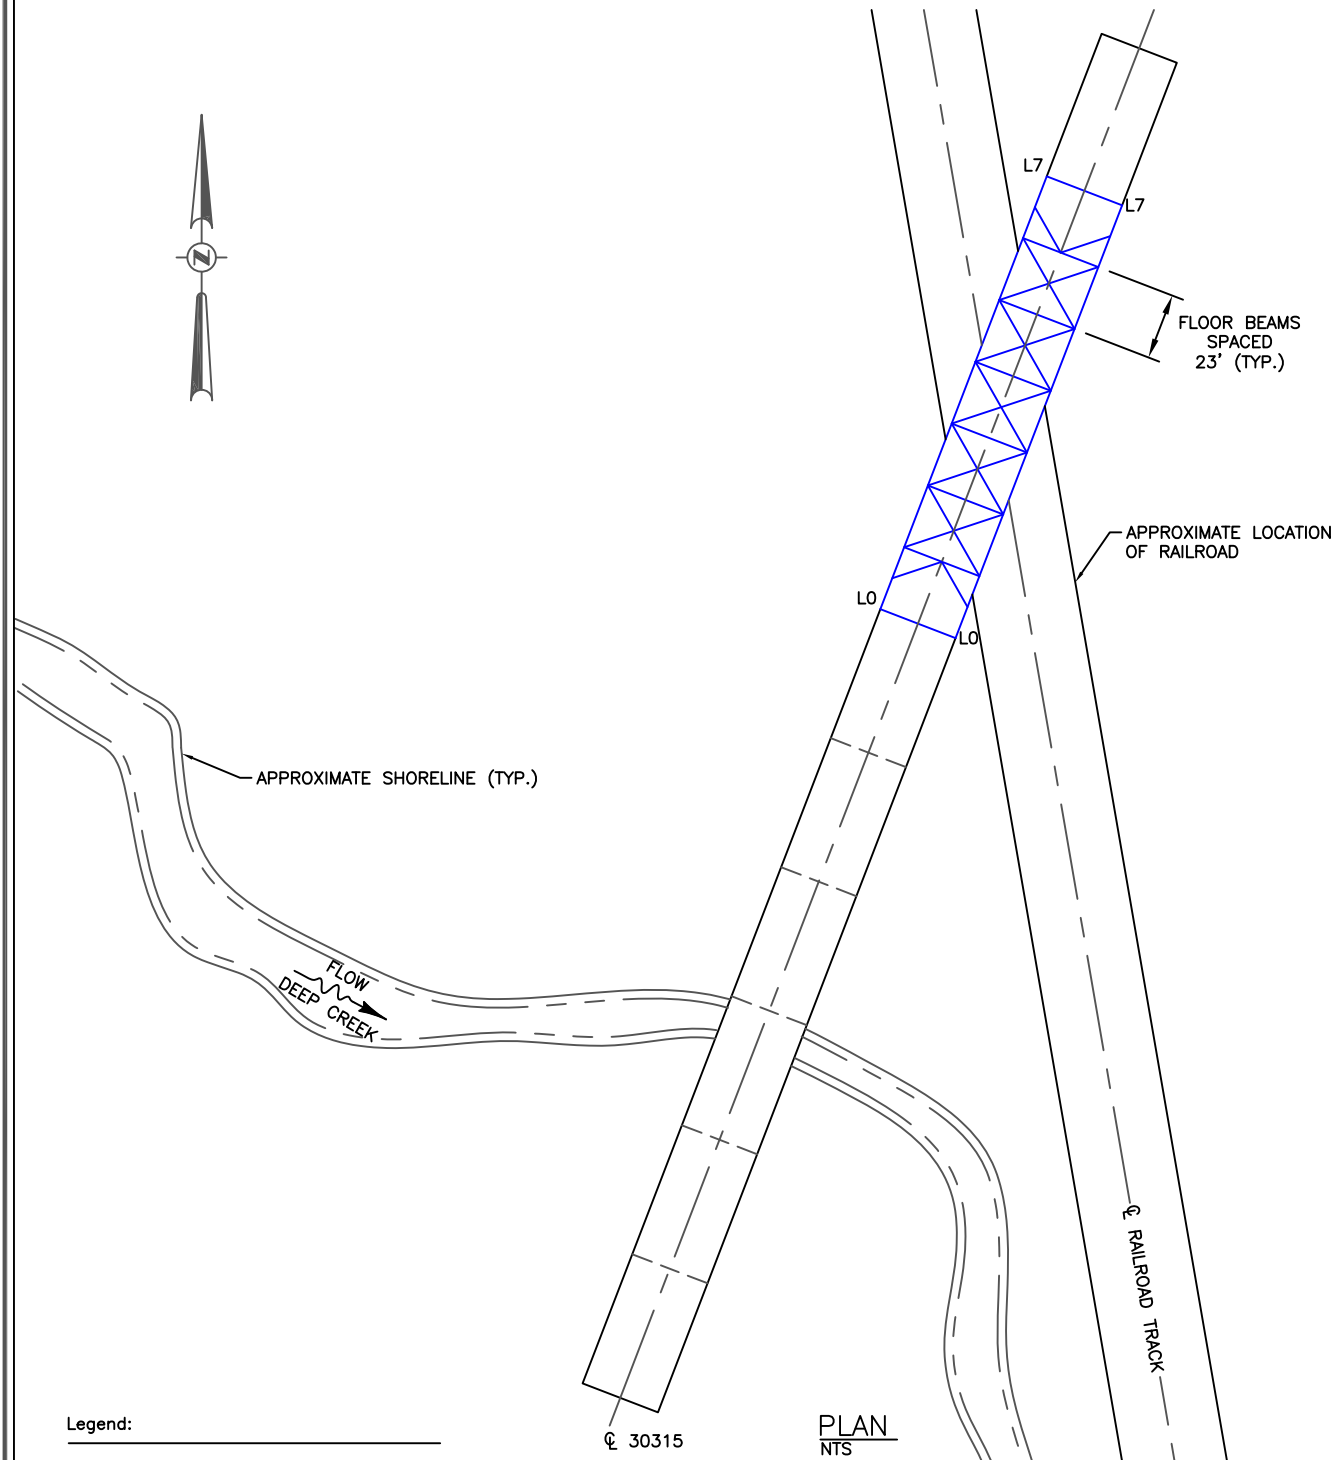 L7
L7
FLOOR BEAMS
SPACED
23' (TYP.)
N
APPROXIMATE LOCATION
OF RAILROAD
L0
L0
APPROXIMATE SHORELINE (TYP.)
FLOW
DEEP CREEK
℄ RAILROAD TRACK
Legend:
℄ 30315
PLAN
NTS